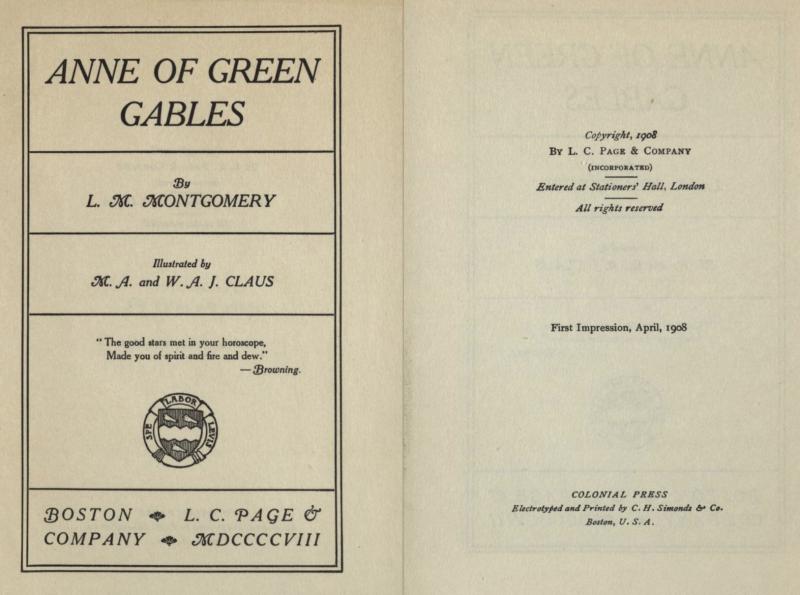 ANNE OF GREEN
GABLES
By
L. M. MONTGOMERY
Illustrated by
M. A. and W. A. J. CLAUS
"The good stars met in your horoscope,
Made you of spirit and fire and dew."
— Browning.
SPE LABOR LEVIS
BOSTON L. C. PAGE &
COMPANY MDCCCCVIII
Copyright, 1908
BY L. C. PAGE & COMPANY
(INCORPORATED)
Entered at Stationers' Hall, London
All rights reserved
First Impression, April, 1908
COLONIAL PRESS
Electrotyped and Printed by C. H. Simonds & Co.
Boston, U. S. A.